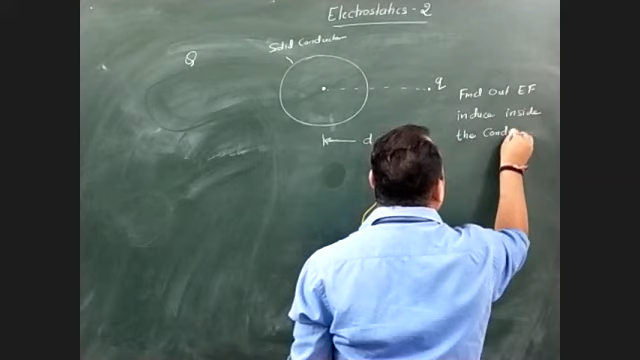 Electrostatics - 2
Q
Solid Conductor
q
Find Out EF
induce inside
the Cond
d